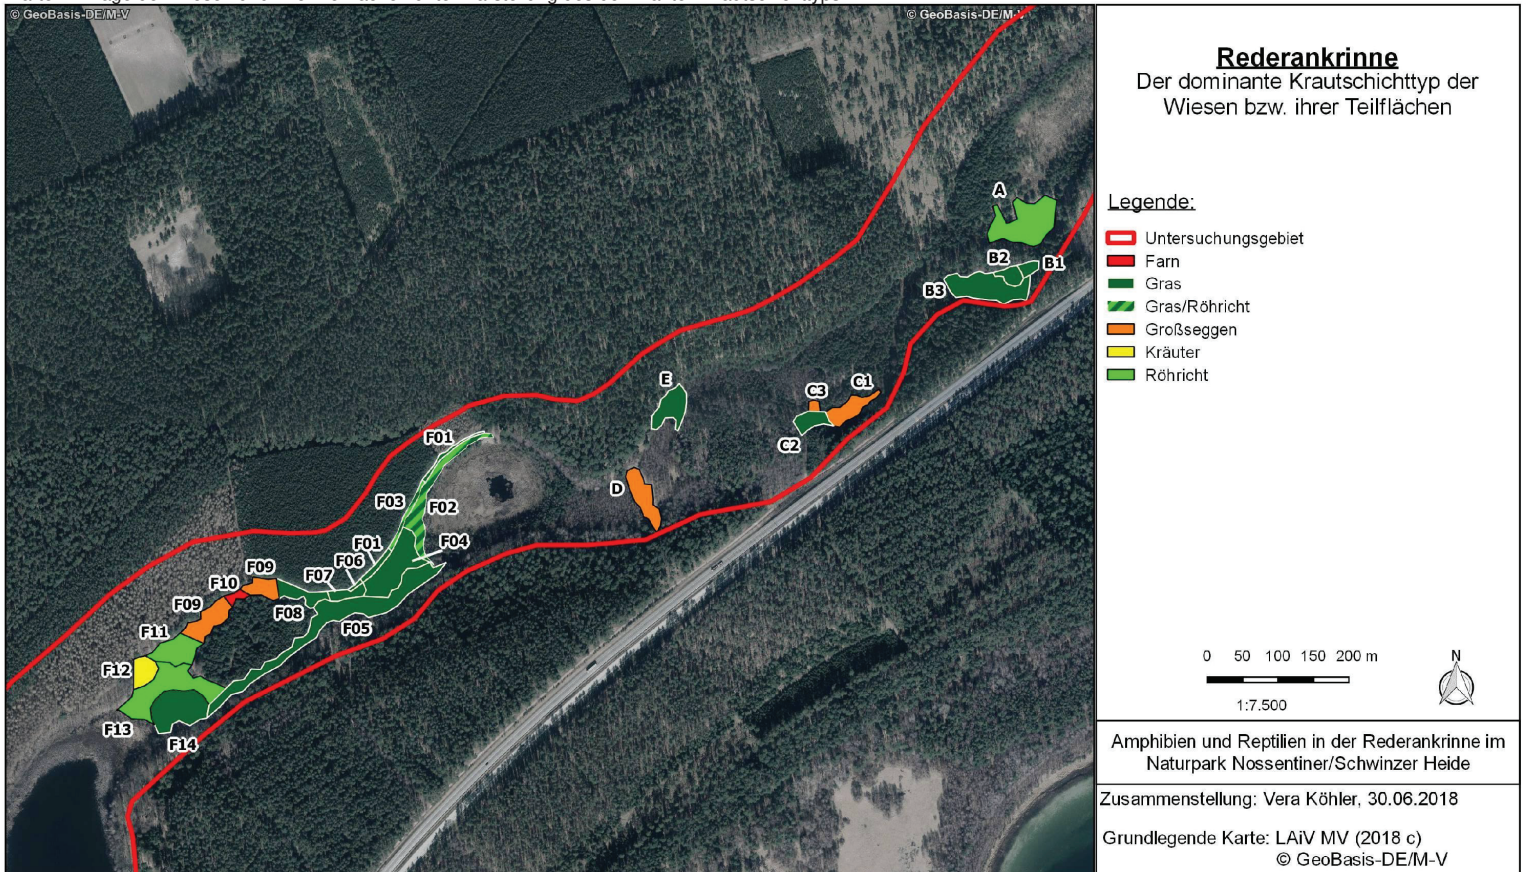 © GeoBasis-DE/M-V
© GeoBasis-DE/M-V
A
B2
B1
B3
E
C3
C1
C2
D
F01
F03
F02
F01
F04
F06
F07
F09
F10
F09
F08
F05
F11
F12
F13
F14
Rederankrinne
Der dominante Krautschichttyp der
Wiesen bzw. ihrer Teilflächen
Legende:
Untersuchungsgebiet
Farn
Gras
Gras/Röhricht
Großseggen
Kräuter
Röhricht
0 50 100 150 200 m
1:7.500
N
Amphibien und Reptilien in der Rederankrinne im
Naturpark Nossentiner/Schwinzer Heide
Zusammenstellung: Vera Köhler, 30.06.2018
Grundlegende Karte: LAiV MV (2018 c)
© GeoBasis-DE/M-V